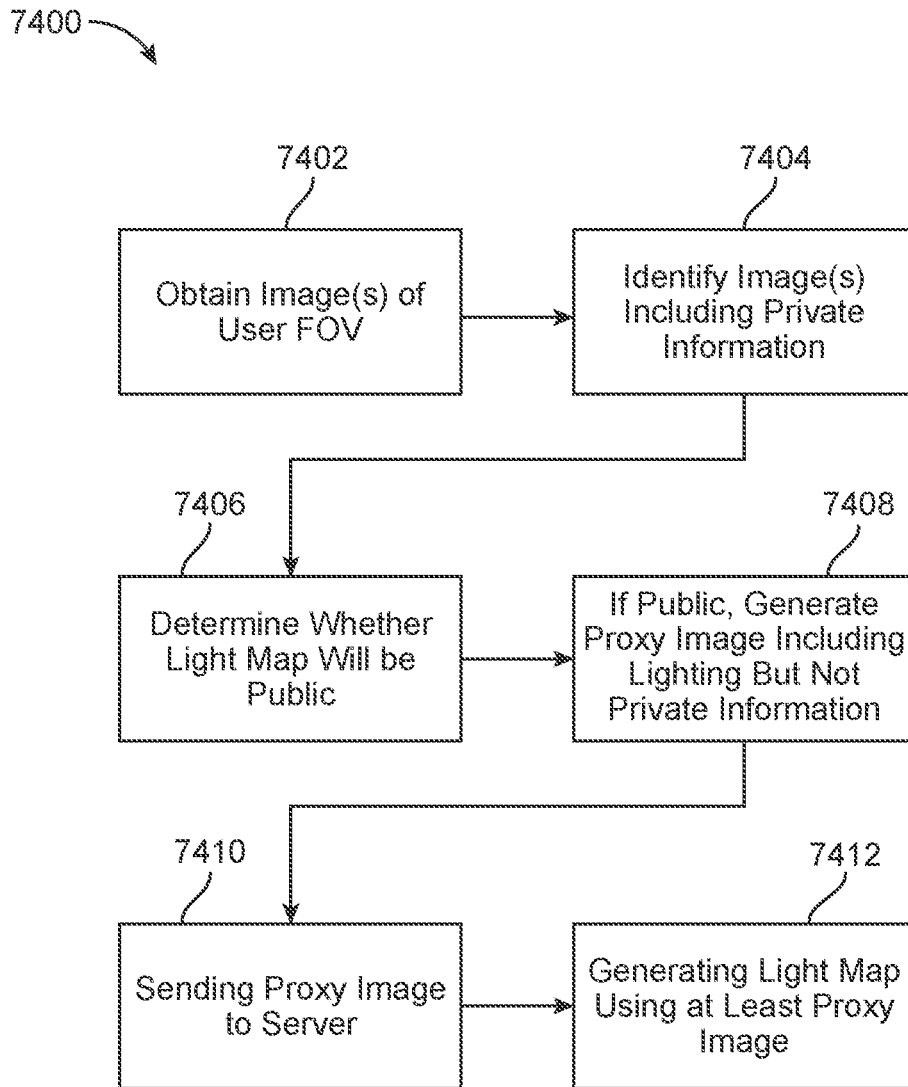 7400
7402
Obtain Image(s) of
User FOV
7404
Identify Image(s)
Including Private
Information
7406
Determine Whether
Light Map Will be
Public
7408
If Public, Generate
Proxy Image Including
Lighting But Not
Private Information
7410
Sending Proxy Image
to Server
7412
Generating Light Map
Using at Least Proxy
Image